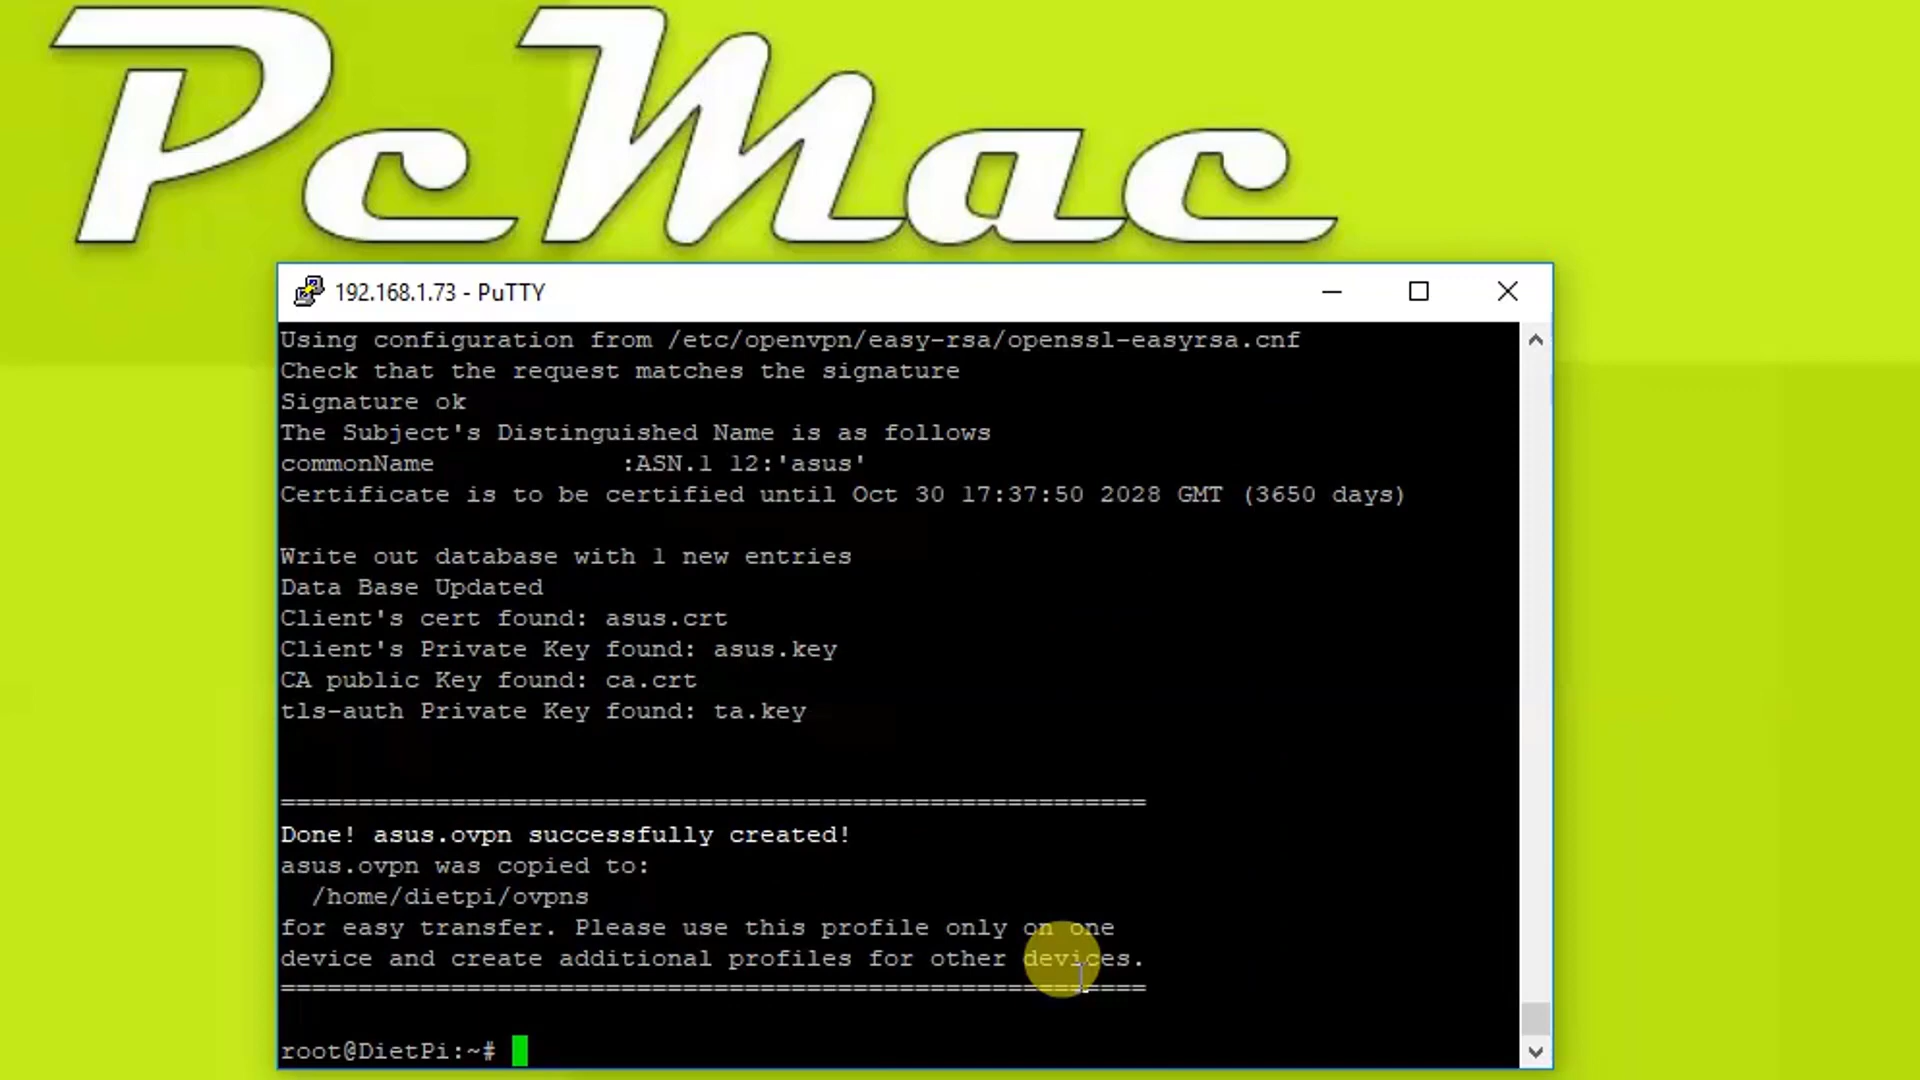 PcMac
192.168.1.73 - PuTTY
Using configuration from /etc/openvpn/easy-rsa/openssl-easyrsa.cnf
Check that the request matches the signature
Signature ok
The Subject's Distinguished Name is as follows
commonName            :ASN.1 12:'asus'
Certificate is to be certified until Oct 30 17:37:50 2028 GMT (3650 days)
Write out database with 1 new entries
Data Base Updated
Client's cert found: asus.crt
Client's Private Key found: asus.key
CA public Key found: ca.crt
tls-auth Private Key found: ta.key
========================================================
Done! asus.ovpn successfully created!
asus.ovpn was copied to:
  /home/dietpi/ovpns
for easy transfer. Please use this profile only on one
device and create additional profiles for other devices.
========================================================
root@DietPi:~#